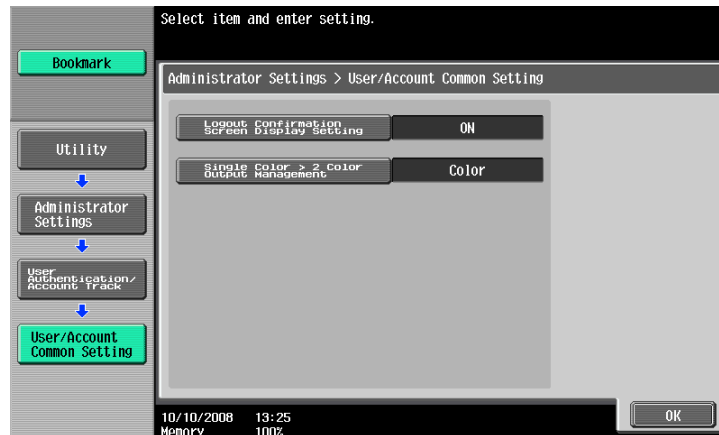 Select item and enter setting.
Bookmark
Administrator Settings > User/Account Common Setting
Logout Confirmation
Screen Display Setting
ON
Single Color > 2 Color
Output Management
Color
Utility
Administrator
Settings
User
Authentication/
Account Track
User/Account
Common Setting
10/10/2008 13:25
Memory 100%
OK